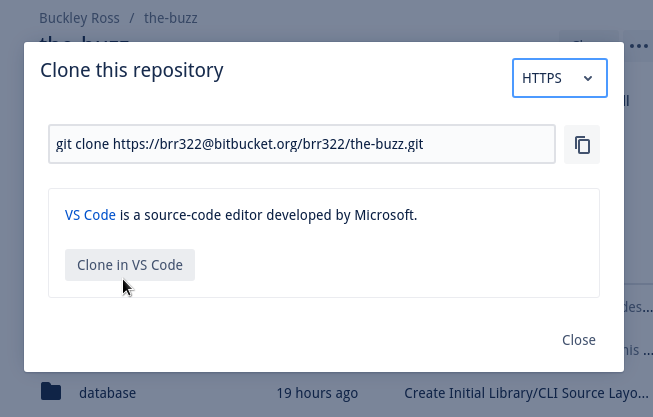 Buckley Ross / the-buzz
the-buzz
Clone this repository
HTTPS
git clone https://brr322@bitbucket.org/brr322/the-buzz.git
VS Code is a source-code editor developed by Microsoft.
Clone in VS Code
Close
database 19 hours ago Create Initial Library/CLI Source Layo...